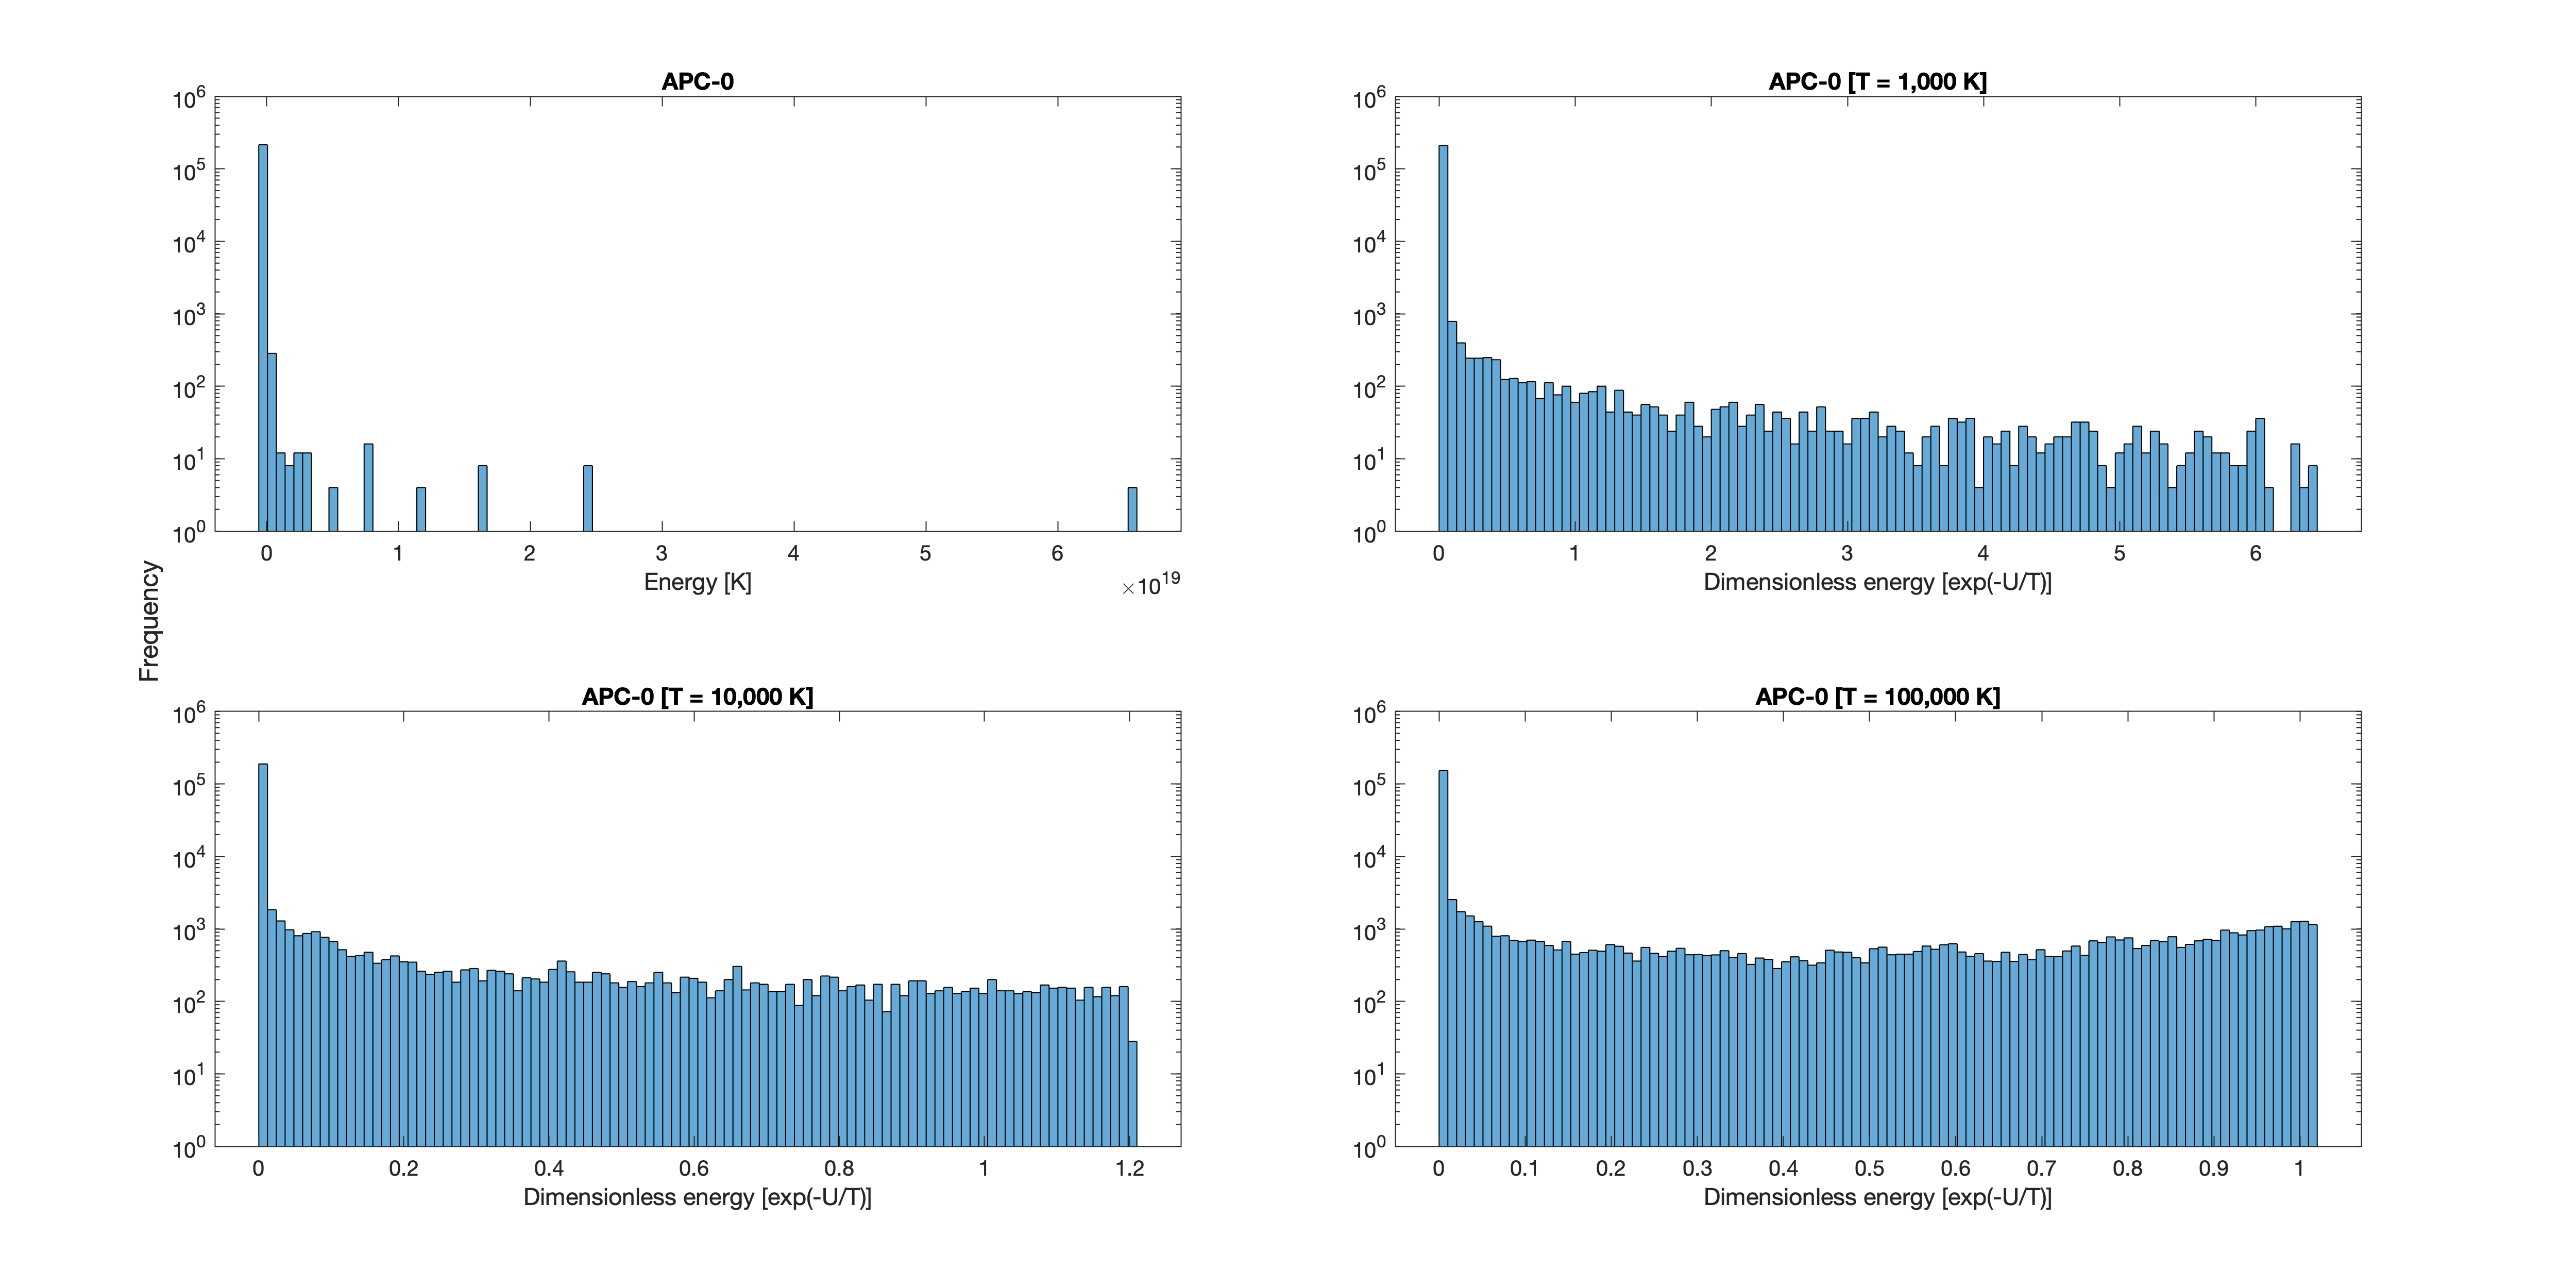 APC-0
10^6
10^5
10^4
10^3
10^2
10^1
10^0
0 1 2 3 4 5 6
Energy [K]
×10^19
APC-0 [T = 1,000 K]
10^6
10^5
10^4
10^3
10^2
10^1
10^0
0 1 2 3 4 5 6
Dimensionless energy [exp(-U/T)]
Frequency
APC-0 [T = 10,000 K]
10^6
10^5
10^4
10^3
10^2
10^1
10^0
0 0.2 0.4 0.6 0.8 1 1.2
Dimensionless energy [exp(-U/T)]
APC-0 [T = 100,000 K]
10^6
10^5
10^4
10^3
10^2
10^1
10^0
0 0.1 0.2 0.3 0.4 0.5 0.6 0.7 0.8 0.9 1
Dimensionless energy [exp(-U/T)]